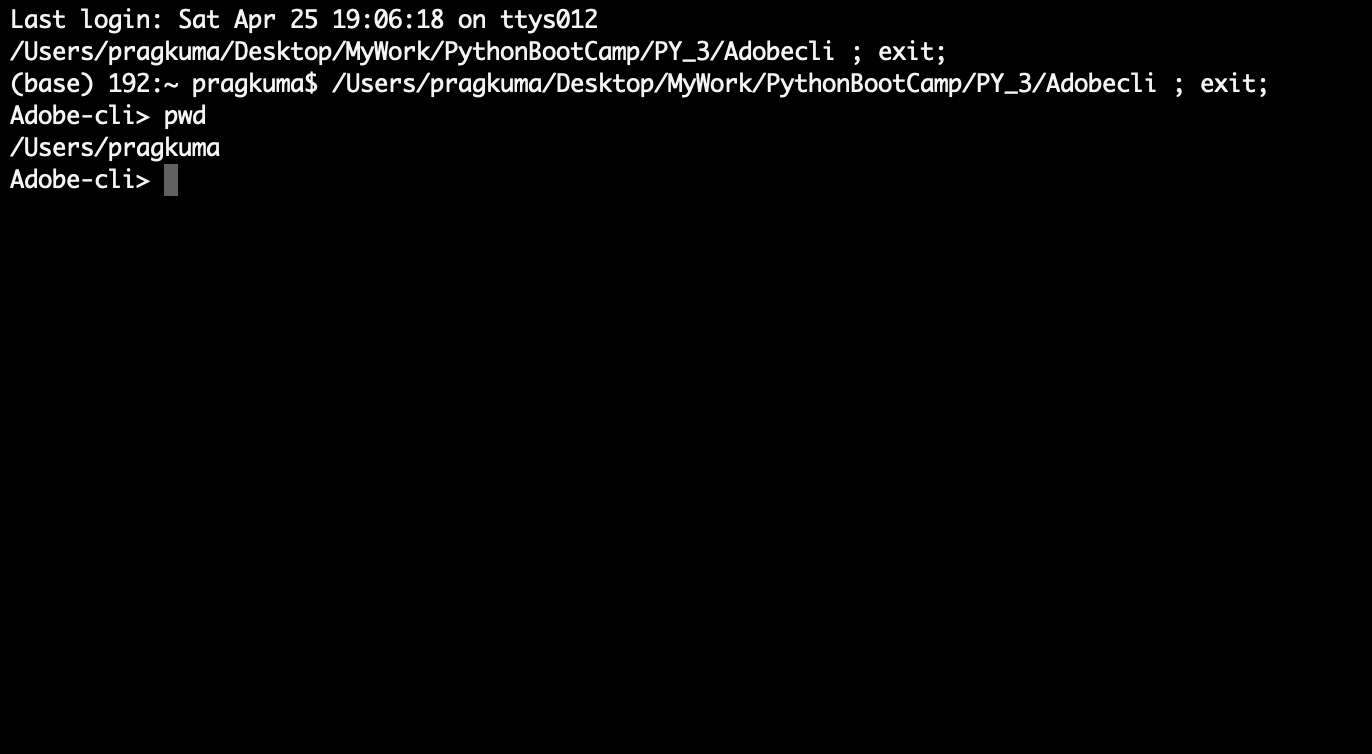 Last login: Sat Apr 25 19:06:18 on ttys012
/Users/pragkuma/Desktop/MyWork/PythonBootCamp/PY_3/Adobecli ; exit;
(base) 192:~ pragkuma$ /Users/pragkuma/Desktop/MyWork/PythonBootCamp/PY_3/Adobecli ; exit;
Adobe-cli> pwd
/Users/pragkuma
Adobe-cli>